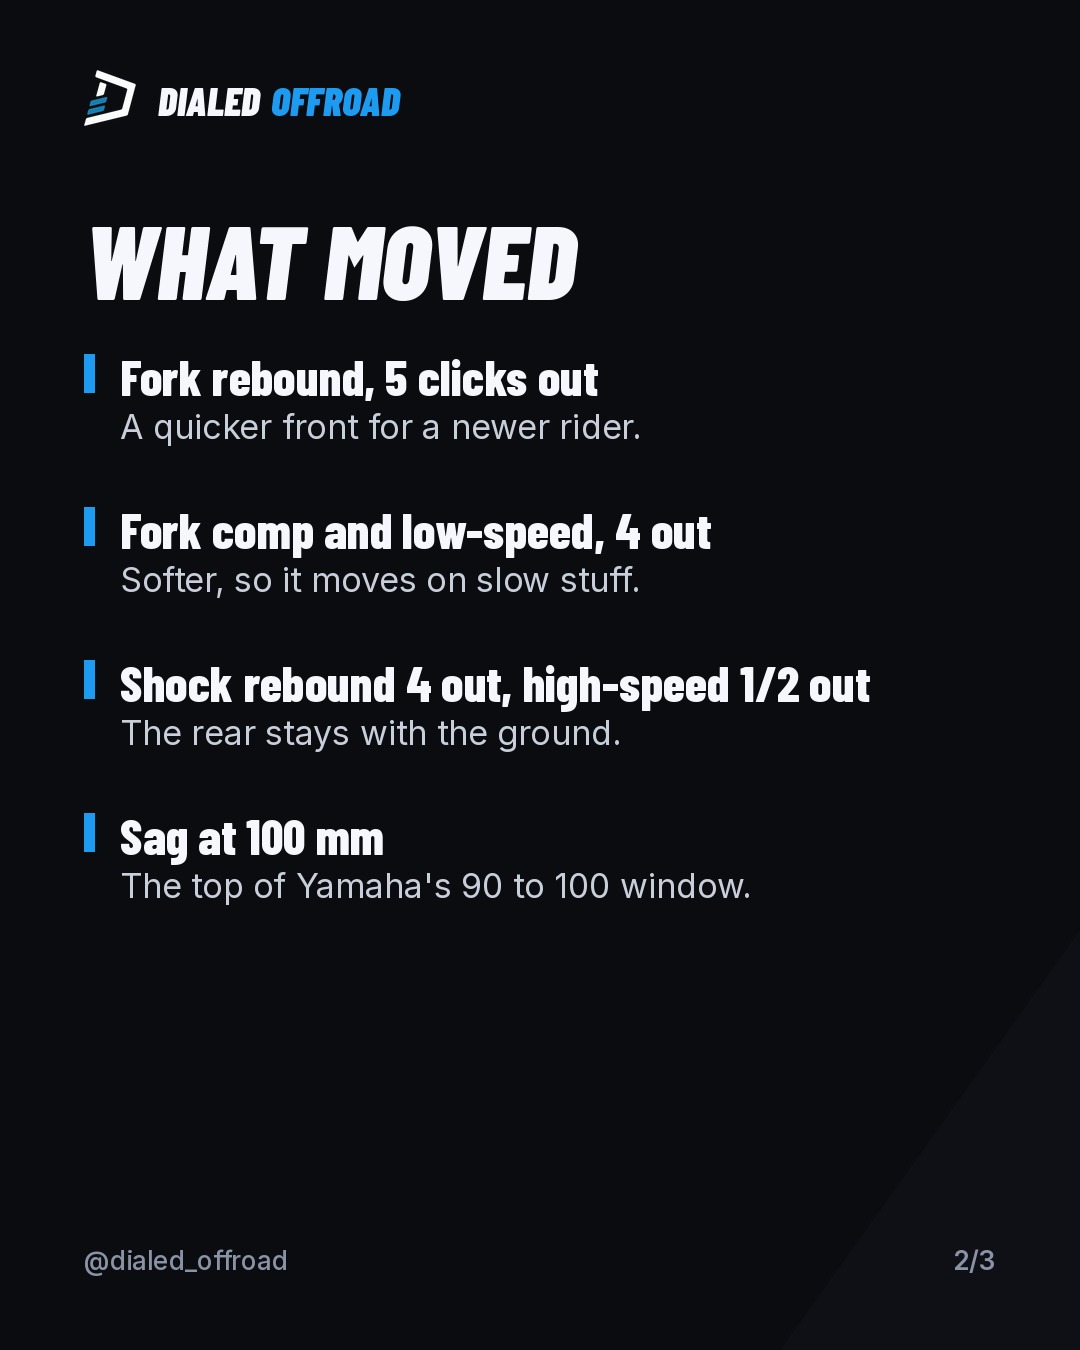 DIALED OFFROAD
WHAT MOVED
Fork rebound, 5 clicks out
A quicker front for a newer rider.
Fork comp and low-speed, 4 out
Softer, so it moves on slow stuff.
Shock rebound 4 out, high-speed 1/2 out
The rear stays with the ground.
Sag at 100 mm
The top of Yamaha's 90 to 100 window.
@dialed_offroad
2/3